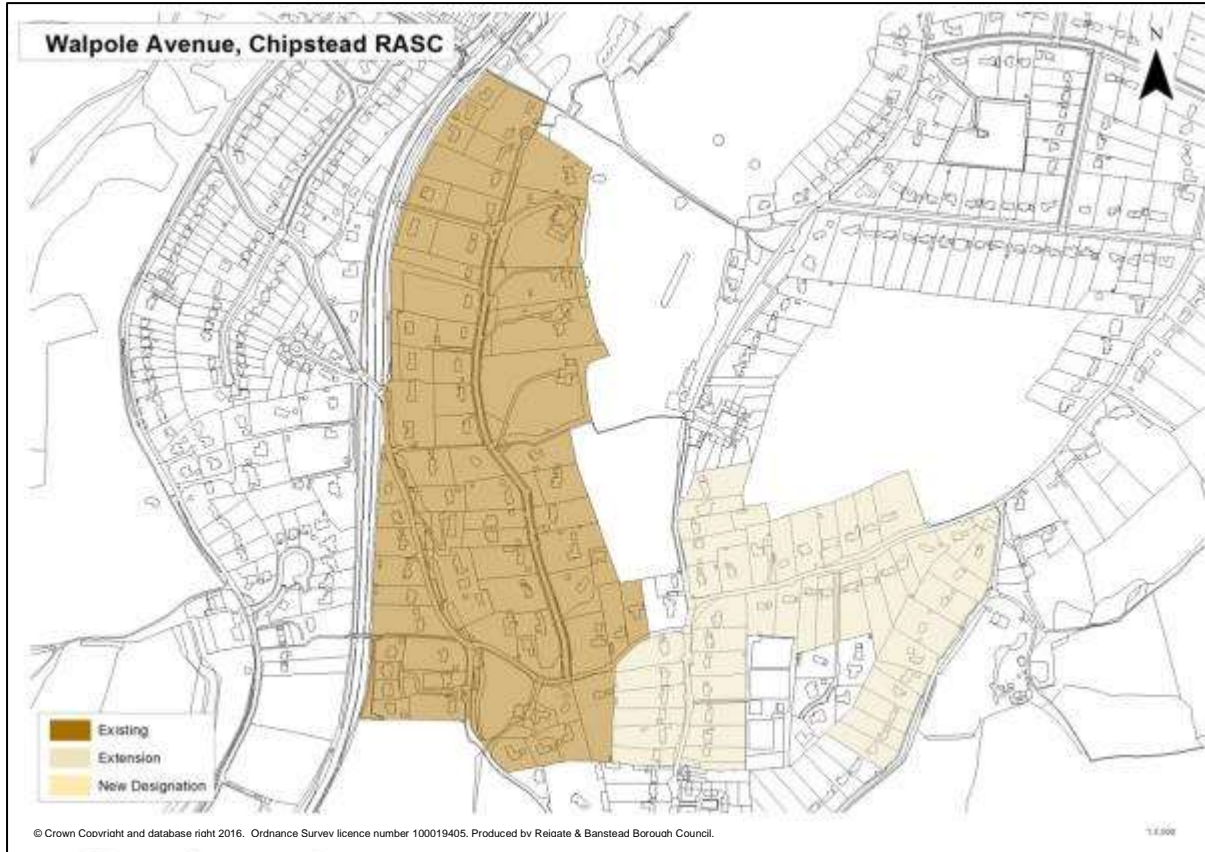 Walpole Avenue, Chipstead RASC
N
Existing
Extension
New Designation
© Crown Copyright and database right 2016. Ordnance Survey licence number 100019405. Produced by Reigate & Banstead Borough Council.